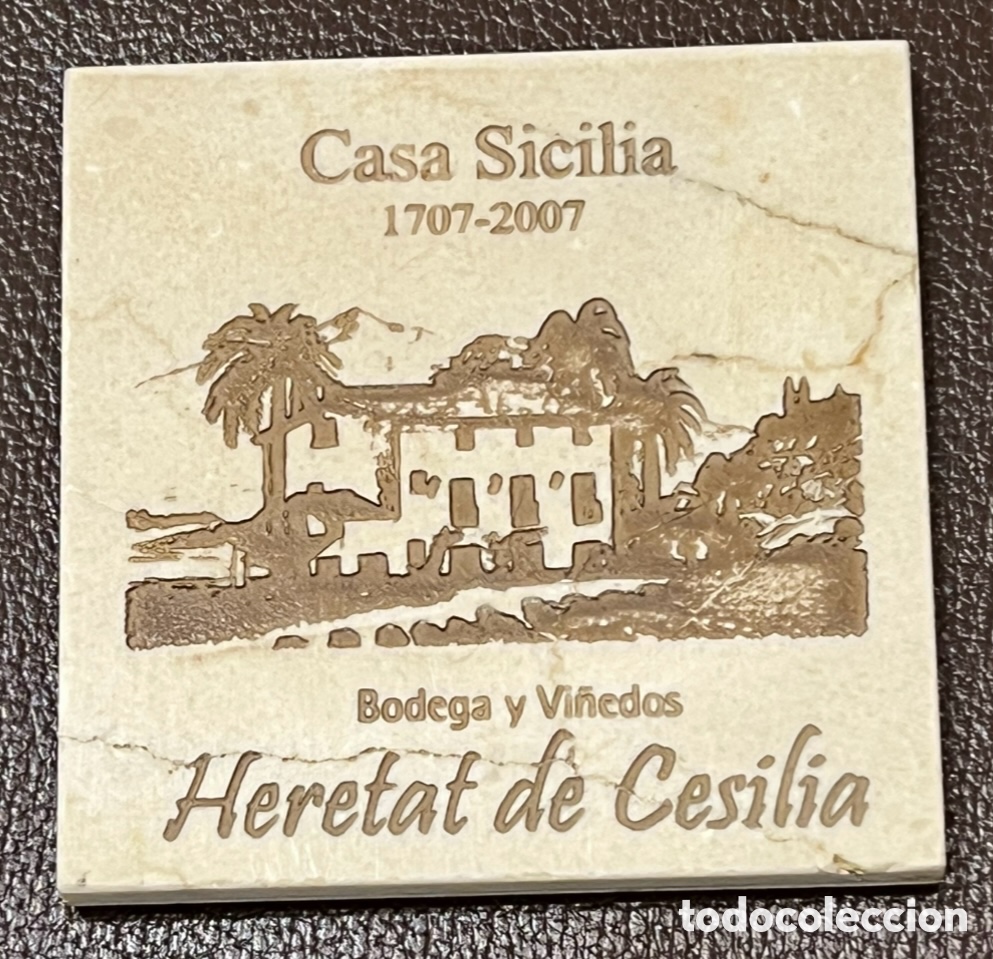 Casa Sicilia
1707-2007
Bodega y Viñedos
Heretat de Cesilia
todocoleccion